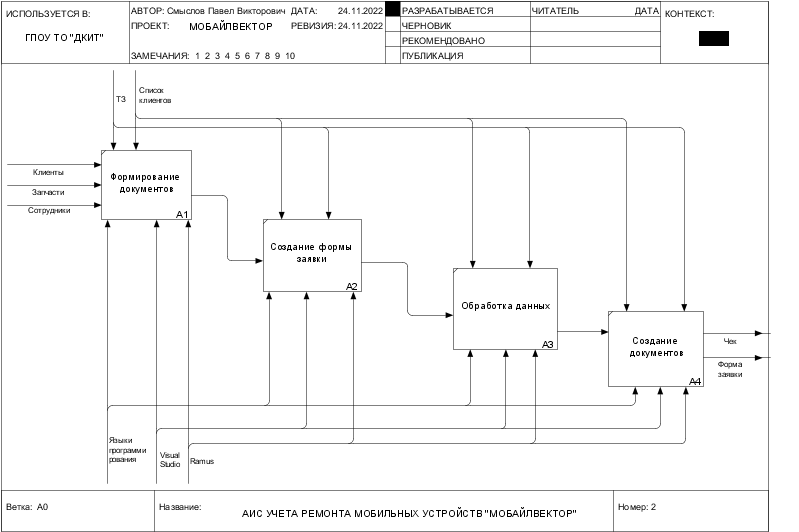 ИСПОЛЬЗУЕТСЯ В:
ГПОУ ТО "ДКИТ"
АВТОР: Смыслов Павел Викторович ДАТА: 24.11.2022
ПРОЕКТ: МОБАЙЛВЕКТОР РЕВИЗИЯ: 24.11.2022
ЗАМЕЧАНИЯ: 1 2 3 4 5 6 7 8 9 10
РАЗРАБАТЫВАЕТСЯ
ЧЕРНОВИК
РЕКОМЕНДОВАНО
ПУБЛИКАЦИЯ
ЧИТАТЕЛЬ ДАТА
КОНТЕКСТ:
ТЗ
Список
клиентов
Клиенты
Запчасти
Сотрудники
Формирование
документов
A1
Создание формы
заявки
A2
Обработка данных
A3
Создание
документов
A4
Чек
Форма
заявки
Языки
программи
рования
Visual
Studio
Ramus
Ветка: A0
Название:
АИС УЧЕТА РЕМОНТА МОБИЛЬНЫХ УСТРОЙСТВ "МОБАЙЛВЕКТОР"
Номер: 2